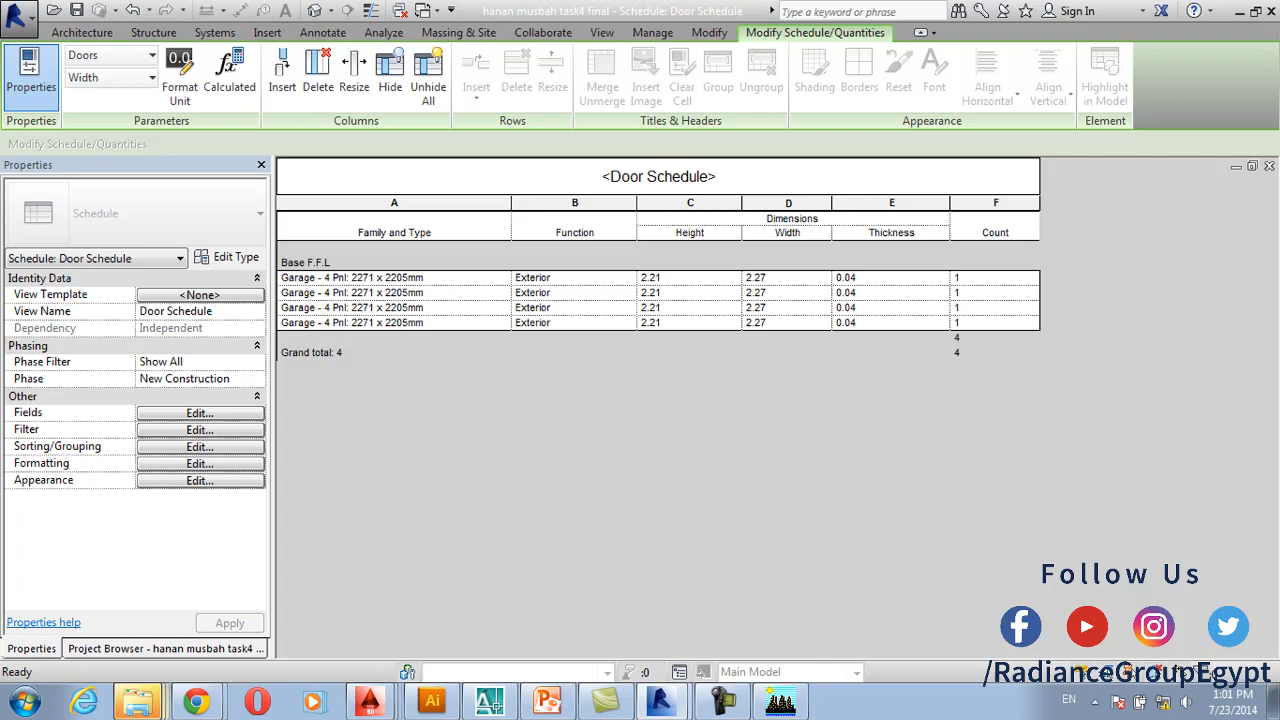 hanan musbah task4 final - Schedule: Door Schedule
Type a keyword or phrase
Sign In
Architecture Structure Systems Insert Annotate Analyze Massing & Site Collaborate View Manage Modify Modify Schedule/Quantities
Properties
Doors
Width
Format Unit
Calculated
Insert Delete Resize Hide Unhide All
Insert Delete Resize
Merge Unmerge
Insert Image
Clear Cell
Group Ungroup
Shading Borders Reset Font
Align Horizontal
Align Vertical
Highlight in Model
Properties Parameters Columns Rows Titles & Headers Appearance Element
Modify Schedule/Quantities
Properties
Schedule
Schedule: Door Schedule
Edit Type
Identity Data
View Template <None>
View Name Door Schedule
Dependency Independent
Phasing
Phase Filter Show All
Phase New Construction
Other
Fields Edit...
Filter Edit...
Sorting/Grouping Edit...
Formatting Edit...
Appearance Edit...
Properties help
Apply
Properties
Project Browser - hanan musbah task4 ...
<Door Schedule>
A B C D E F
Dimensions
Family and Type Function Height Width Thickness Count
Base F.F.L
Garage - 4 Pnl: 2271 x 2205mm Exterior 2.21 2.27 0.04 1
Garage - 4 Pnl: 2271 x 2205mm Exterior 2.21 2.27 0.04 1
Garage - 4 Pnl: 2271 x 2205mm Exterior 2.21 2.27 0.04 1
Garage - 4 Pnl: 2271 x 2205mm Exterior 2.21 2.27 0.04 1
4
Grand total: 4 4
Follow Us
/RadianceGroupEgypt
Ready
:0
Main Model
Ai
EN
1:01 PM
7/23/2014